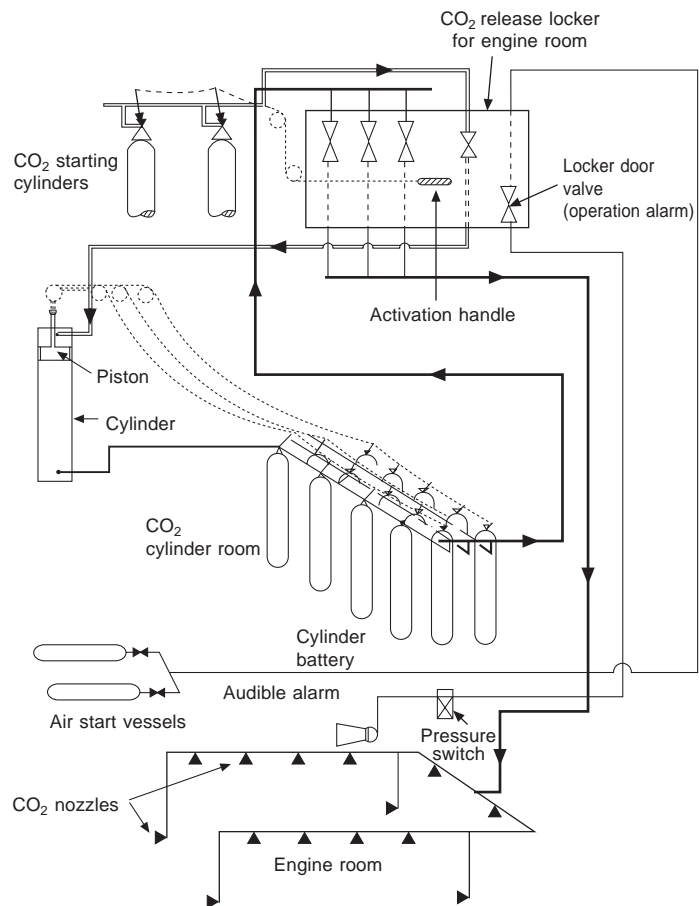 CO₂ release locker
for engine room
CO₂ starting
cylinders
Locker door
valve
(operation alarm)
Activation handle
Piston
Cylinder
CO₂
cylinder room
Cylinder
battery
Audible alarm
Air start vessels
Pressure
switch
CO₂ nozzles
Engine room